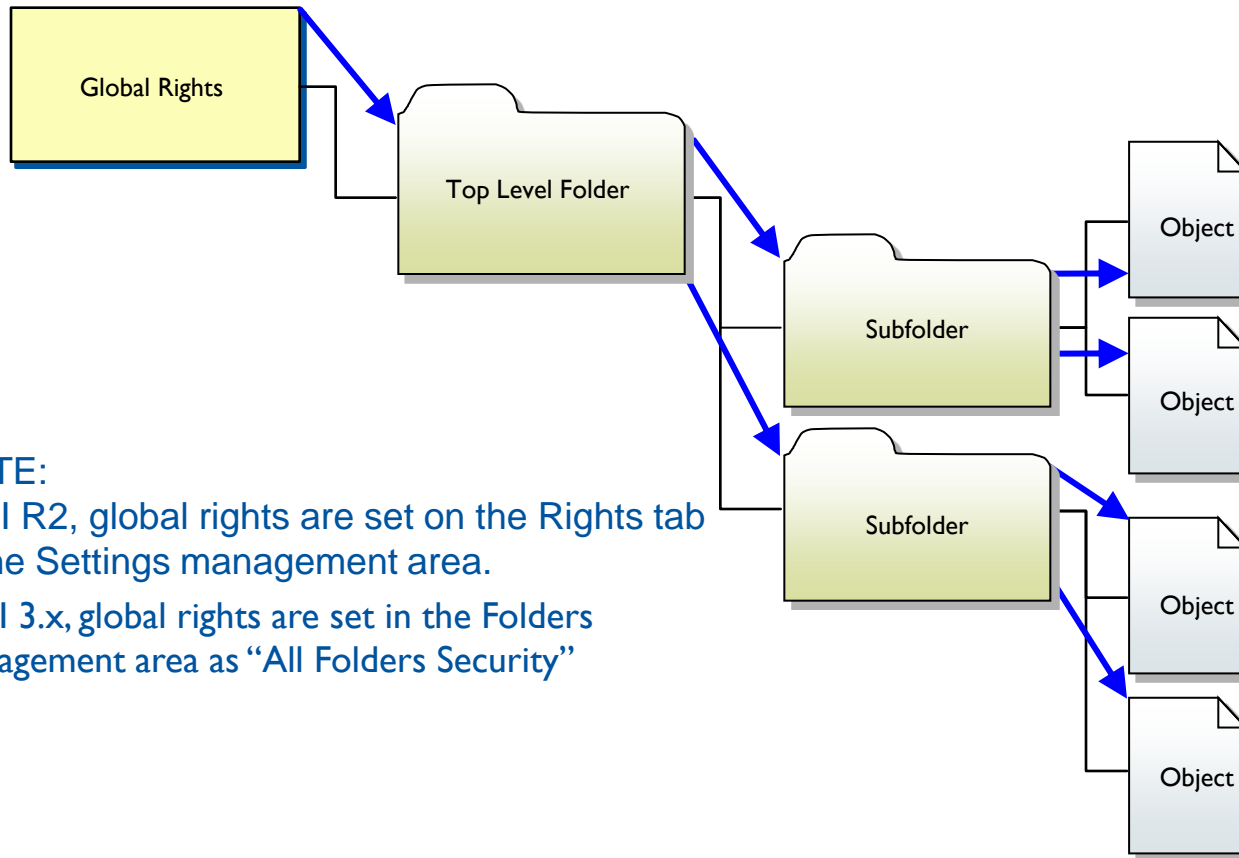 Global Rights
Top Level Folder
Object
Subfolder
Object
Subfolder
Object
Object
TE:
I R2, global rights are set on the Rights tab
he Settings management area.
I 3.x, global rights are set in the Folders
agement area as “All Folders Security”